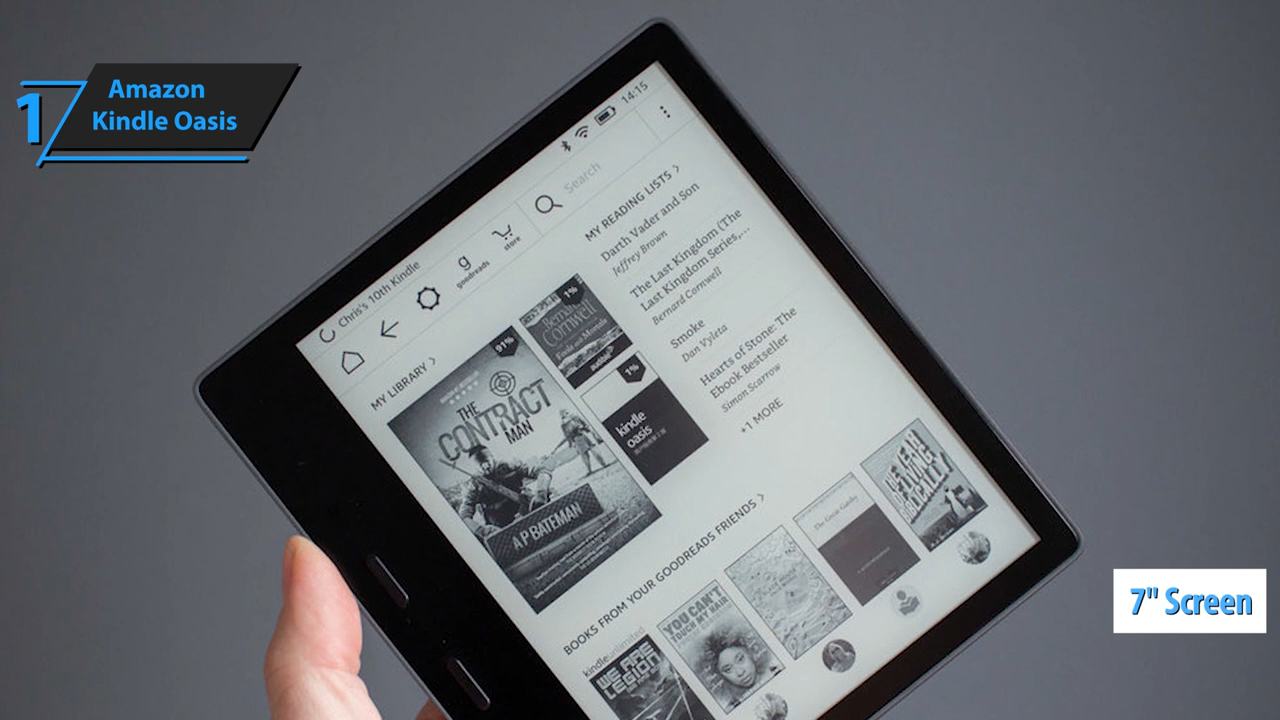 1
Amazon
Kindle Oasis
14:15
Chris's 10th Kindle
goodreads
store
Search
MY LIBRARY
91%
THE
CONTRACT
MAN
A P BATEMAN
1%
Bernard
Cornwell
audible
1%
kindle
oasis
MY READING LISTS
Darth Vader and Son
Jeffrey Brown
The Last Kingdom (The
Last Kingdom Series,...
Bernard Cornwell
Smoke
Dan Vyleta
Hearts of Stone: The
Ebook Bestseller
Simon Scarrow
+1 MORE
BOOKS FROM YOUR GOODREADS FRIENDS
kindleunlimited
WE ARE
LEGION
YOU CAN'T
TOUCH MY HAIR
The Great Gatsby
7" Screen